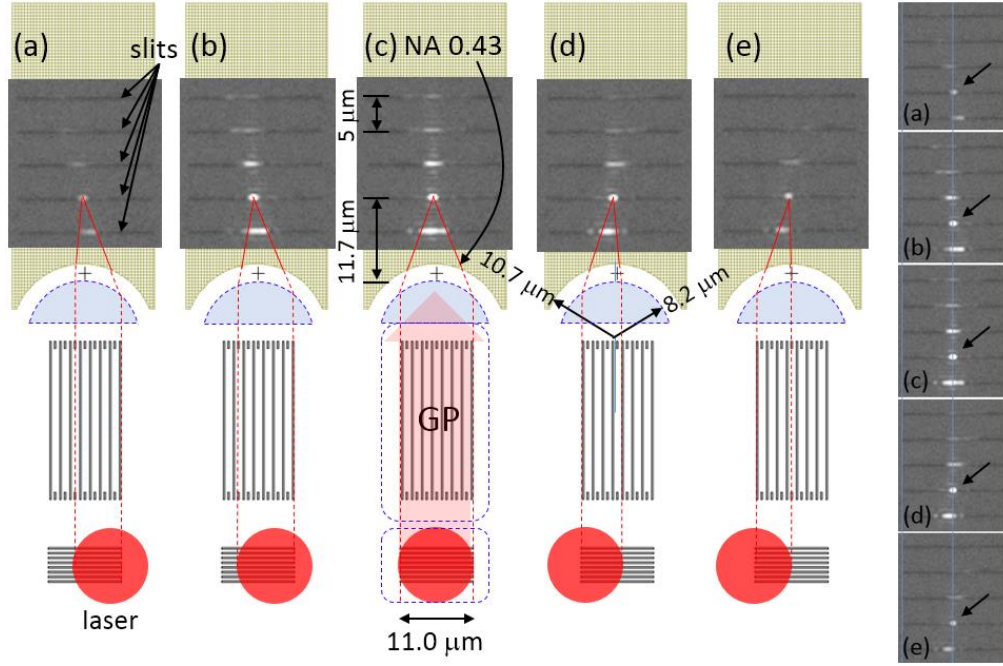 (a)
slits
(b)
(c) NA 0.43
(d)
(e)
5 μm
11.7 μm
10.7 μm
8.2 μm
GP
laser
11.0 μm
(a)
(b)
(c)
(d)
(e)